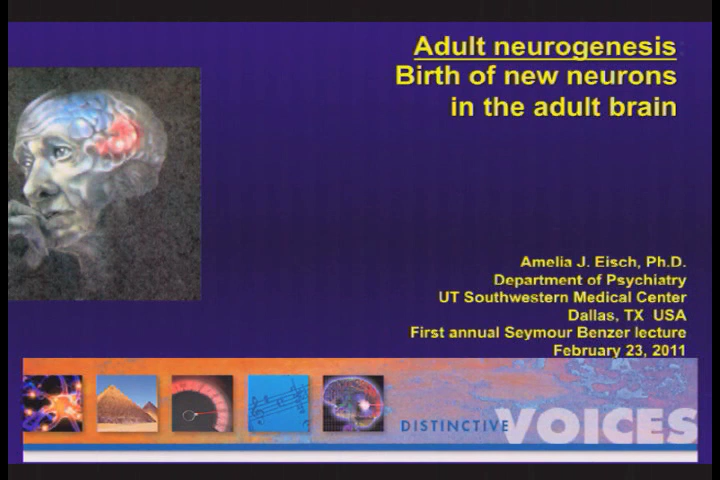 Adult neurogenesis
Birth of new neurons
in the adult brain
Amelia J. Eisch, Ph.D.
Department of Psychiatry
UT Southwestern Medical Center
Dallas, TX USA
First annual Seymour Benzer lecture
February 23, 2011
DISTINCTIVE VOICES